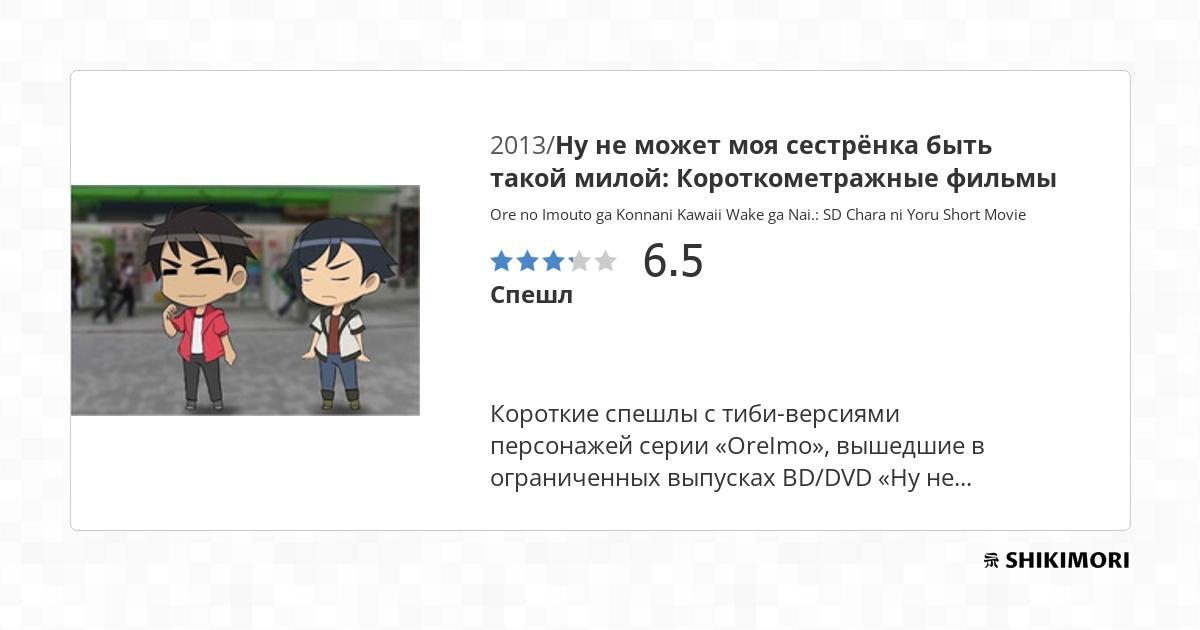 2013/Ну не может моя сестрёнка быть
такой милой: Короткометражные фильмы
Ore no Imouto ga Konnani Kawaii Wake ga Nai.: SD Chara ni Yoru Short Movie
6.5
Спешл
Короткие спешлы с тиби-версиями
персонажей серии «OreImo», вышедшие в
ограниченных выпусках BD/DVD «Ну не...
SHIKIMORI